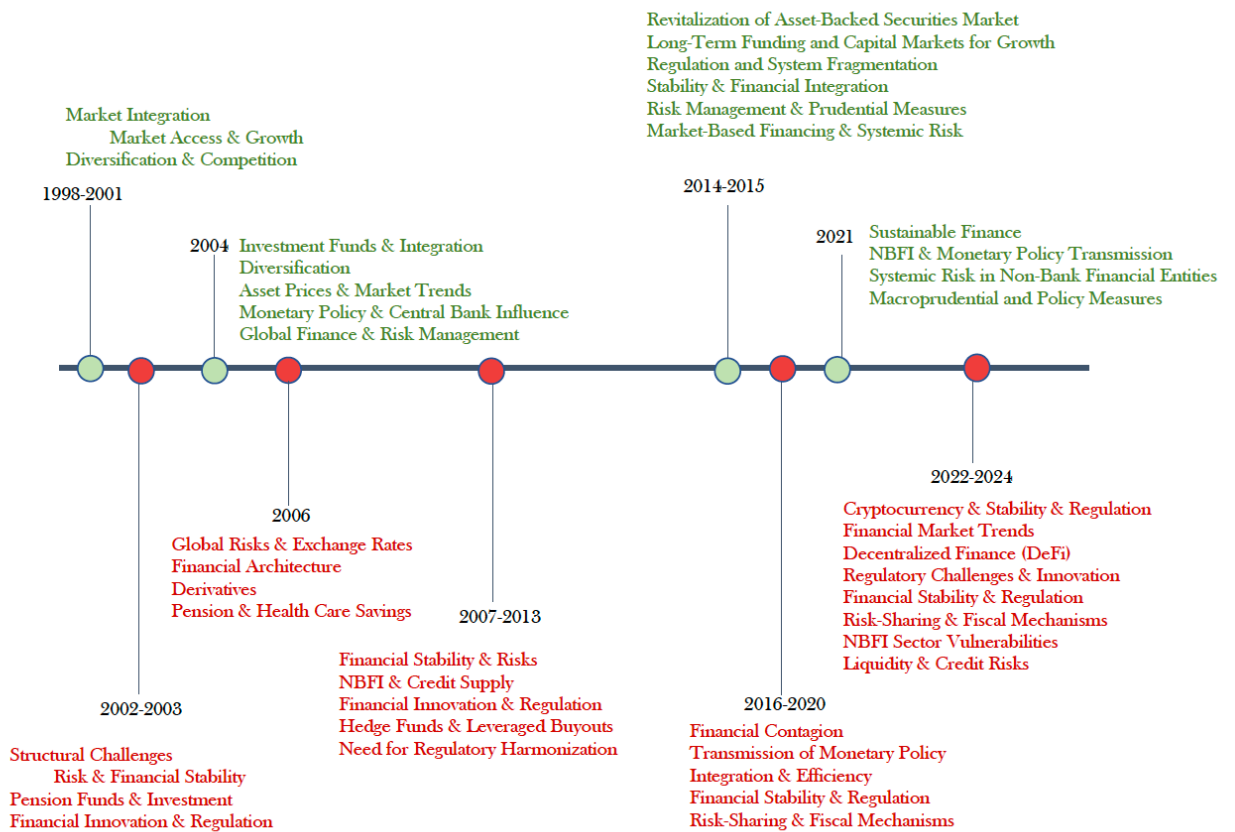 Revitalization of Asset-Backed Securities Market
Long-Term Funding and Capital Markets for Growth
Regulation and System Fragmentation
Stability & Financial Integration
Risk Management & Prudential Measures
Market-Based Financing & Systemic Risk
2014-2015
Market Integration
Market Access & Growth
Diversification & Competition
1998-2001
2004
Investment Funds & Integration
Diversification
Asset Prices & Market Trends
Monetary Policy & Central Bank Influence
Global Finance & Risk Management
2021
Sustainable Finance
NBFI & Monetary Policy Transmission
Systemic Risk in Non-Bank Financial Entities
Macroprudential and Policy Measures
2002-2003
Structural Challenges
Risk & Financial Stability
Pension Funds & Investment
Financial Innovation & Regulation
2006
Global Risks & Exchange Rates
Financial Architecture
Derivatives
Pension & Health Care Savings
2007-2013
Financial Stability & Risks
NBFI & Credit Supply
Financial Innovation & Regulation
Hedge Funds & Leveraged Buyouts
Need for Regulatory Harmonization
2016-2020
Financial Contagion
Transmission of Monetary Policy
Integration & Efficiency
Financial Stability & Regulation
Risk-Sharing & Fiscal Mechanisms
2022-2024
Cryptocurrency & Stability & Regulation
Financial Market Trends
Decentralized Finance (DeFi)
Regulatory Challenges & Innovation
Financial Stability & Regulation
Risk-Sharing & Fiscal Mechanisms
NBFI Sector Vulnerabilities
Liquidity & Credit Risks